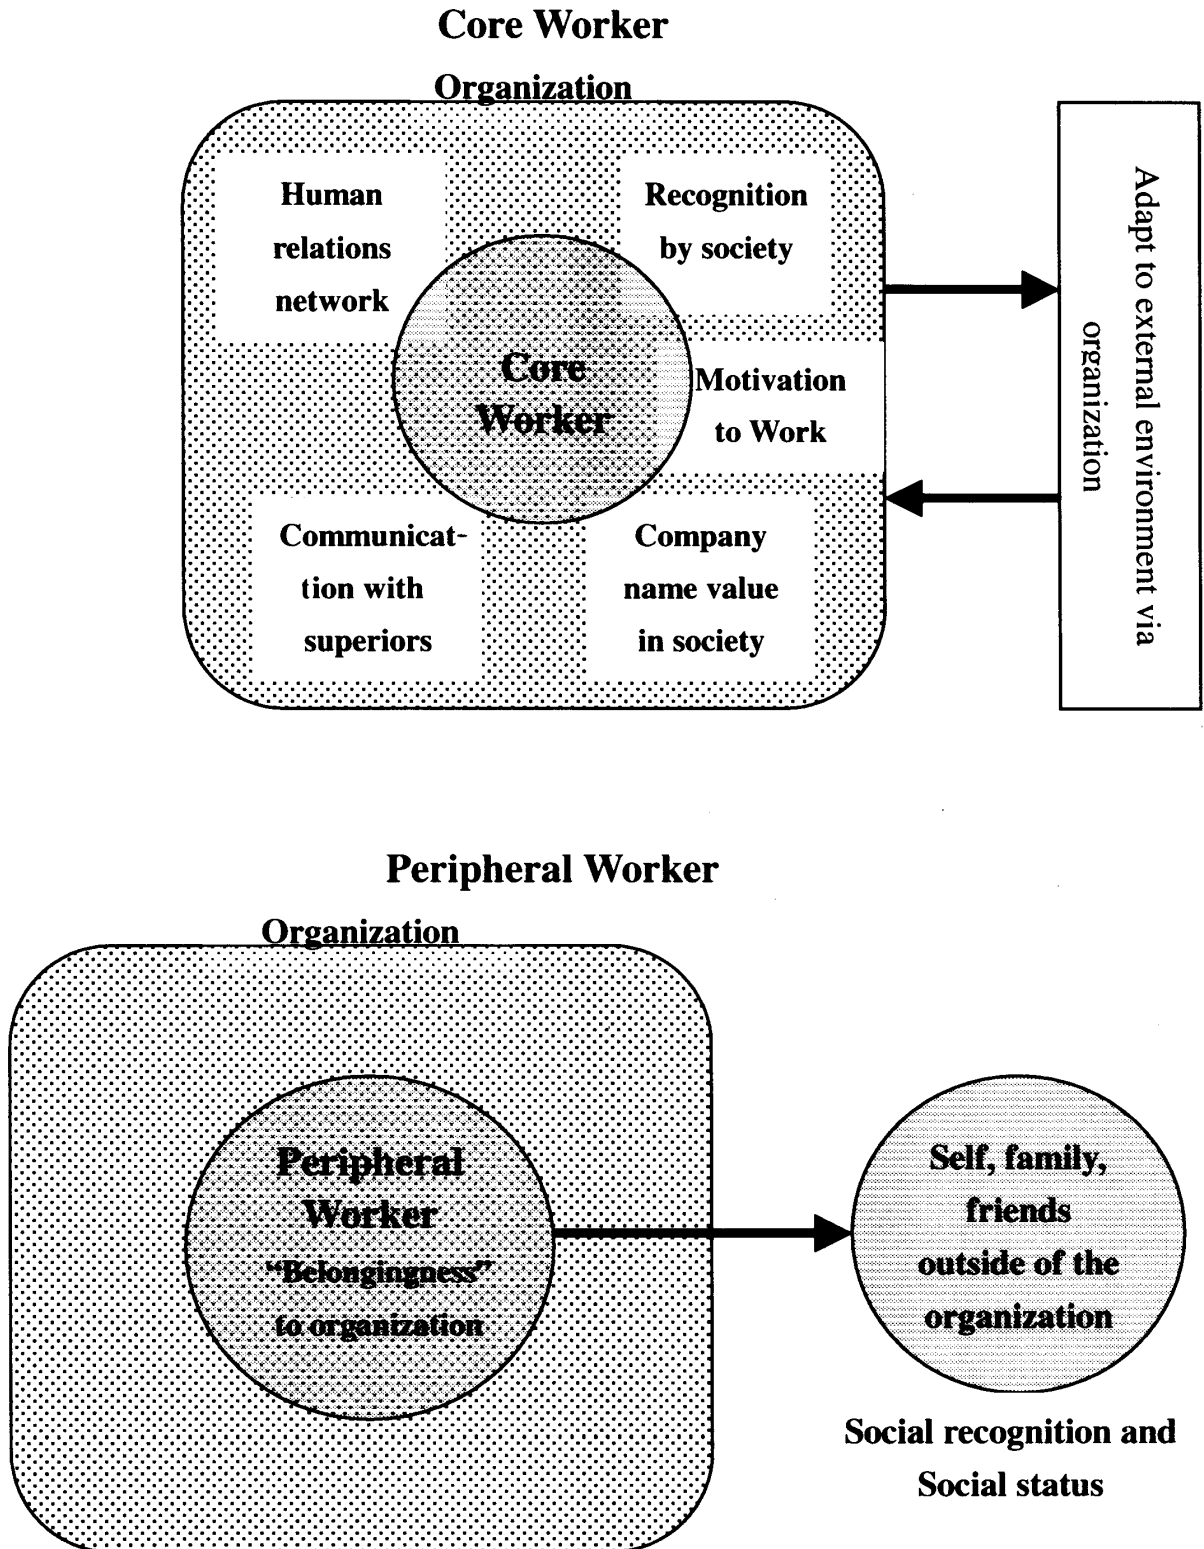 Core Worker
Organization
Human
relations
network
Recognition
by society
Core
Worker
Motivation
to Work
Communicat-
tion with
superiors
Company
name value
in society
Adapt to external environment via
organization
Peripheral Worker
Organization
Peripheral
Worker
“Belongingness”
to organization
Self, family,
friends
outside of the
organization
Social recognition and
Social status